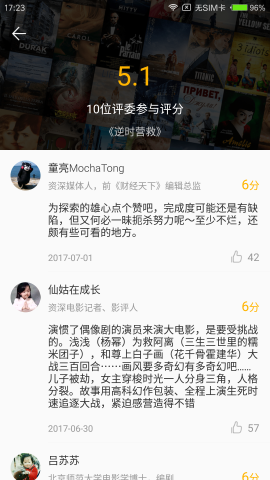 17:23
无SIM卡
96%
5.1
10位评委参与评分
《逆时营救》
童亮MochaTong
资深媒体人，前《财经天下》编辑总监
6分
为探索的雄心点个赞吧，完成度可能还是有缺
陷，但又何必一昧扼杀努力呢～至少不烂，还
颇有些可看的地方。
2017-07-01
42
仙姑在成长
资深电影记者、影评人
6分
演惯了偶像剧的演员来演大电影，是要受挑战
的。浅浅（杨幂）为救阿离（三生三世里的糯
米团子），和尊上白子画（花千骨霍建华）大
战三百回合……画风要多奇幻有多奇幻吧……
儿子被劫，女主穿梭时光一人分身三角，人格
分裂。故事用高科幻作包装、全程上演生死时
速追逐大战，紧迫感营造得不错
2017-06-30
57
吕苏苏
北京师范大学电影学博士，编剧
6分
TITANIC
ПРИВЕТ,
YELLOW